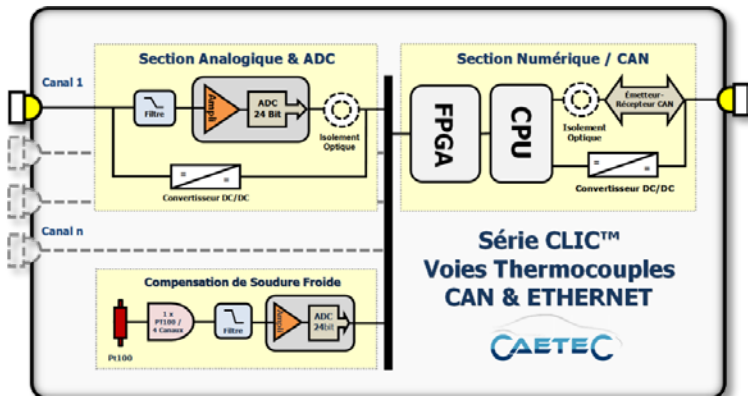 Section Analogique & ADC
Canal 1
Filtre
Ampli
ADC
24 Bit
Isolement
Optique
Convertisseur DC/DC
Canal n
Compensation de Soudure Froide
Pt100
1 x
PT100 /
4 Canaux
Filtre
Ampli
ADC
24bit
Section Numérique / CAN
FPGA
CPU
Émetteur-
Récepteur CAN
Isolement
Optique
Convertisseur DC/DC
Série CLIC™
Voies Thermocouples
CAN & ETHERNET
CAETEC